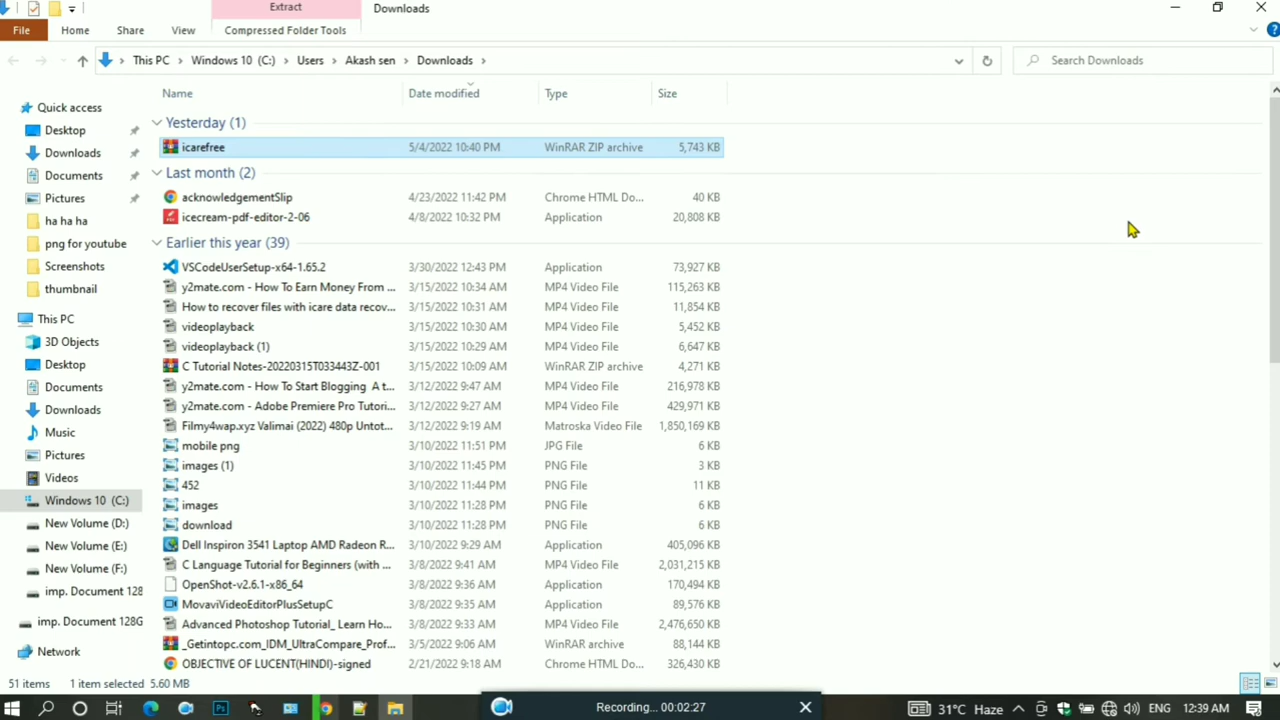 Extract
Downloads
File
Home
Share
View
Compressed Folder Tools
This PC
Windows 10 (C:)
Users
Akash sen
Downloads
Search Downloads
Name
Date modified
Type
Size
Quick access
Desktop
Downloads
Documents
Pictures
ha ha ha
png for youtube
Screenshots
thumbnail
This PC
3D Objects
Desktop
Documents
Downloads
Music
Pictures
Videos
Windows 10 (C:)
New Volume (D:)
New Volume (E:)
New Volume (F:)
imp. Document 128
imp. Document 128G
Network
Yesterday (1)
icarefree 5/4/2022 10:40 PM WinRAR ZIP archive 5,743 KB
Last month (2)
acknowledgementSlip 4/23/2022 11:42 PM Chrome HTML Do... 40 KB
icecream-pdf-editor-2-06 4/8/2022 10:32 PM Application 20,808 KB
Earlier this year (39)
VSCodeUserSetup-x64-1.65.2 3/30/2022 12:43 PM Application 73,927 KB
y2mate.com - How To Earn Money From ... 3/15/2022 10:34 AM MP4 Video File 115,263 KB
How to recover files with icare data recov... 3/15/2022 10:31 AM MP4 Video File 11,854 KB
videoplayback 3/15/2022 10:30 AM MP4 Video File 5,452 KB
videoplayback (1) 3/15/2022 10:29 AM MP4 Video File 6,647 KB
C Tutorial Notes-20220315T033443Z-001 3/15/2022 10:09 AM WinRAR ZIP archive 4,271 KB
y2mate.com - How To Start Blogging A t... 3/12/2022 9:47 AM MP4 Video File 216,978 KB
y2mate.com - Adobe Premiere Pro Tutori... 3/12/2022 9:27 AM MP4 Video File 429,971 KB
Filmy4wap.xyz Valimai (2022) 480p Untot... 3/12/2022 9:19 AM Matroska Video File 1,850,169 KB
mobile png 3/10/2022 11:51 PM JPG File 6 KB
images (1) 3/10/2022 11:45 PM PNG File 3 KB
452 3/10/2022 11:44 PM PNG File 11 KB
images 3/10/2022 11:28 PM PNG File 6 KB
download 3/10/2022 11:28 PM PNG File 6 KB
Dell Inspiron 3541 Laptop AMD Radeon R... 3/10/2022 9:29 AM Application 405,096 KB
C Language Tutorial for Beginners (with ... 3/8/2022 9:41 AM MP4 Video File 2,031,215 KB
OpenShot-v2.6.1-x86_64 3/8/2022 9:36 AM Application 170,494 KB
MovaviVideoEditorPlusSetupC 3/8/2022 9:35 AM Application 89,576 KB
Advanced Photoshop Tutorial_ Learn Ho... 3/8/2022 9:33 AM MP4 Video File 2,476,650 KB
_Getintopc.com_IDM_UltraCompare_Prof... 3/5/2022 9:06 AM WinRAR archive 88,144 KB
OBJECTIVE OF LUCENT(HINDI)-signed 2/21/2022 9:18 AM Chrome HTML Do... 326,430 KB
51 items 1 item selected 5.60 MB
Recording... 00:02:27
31°C Haze ENG 12:39 AM